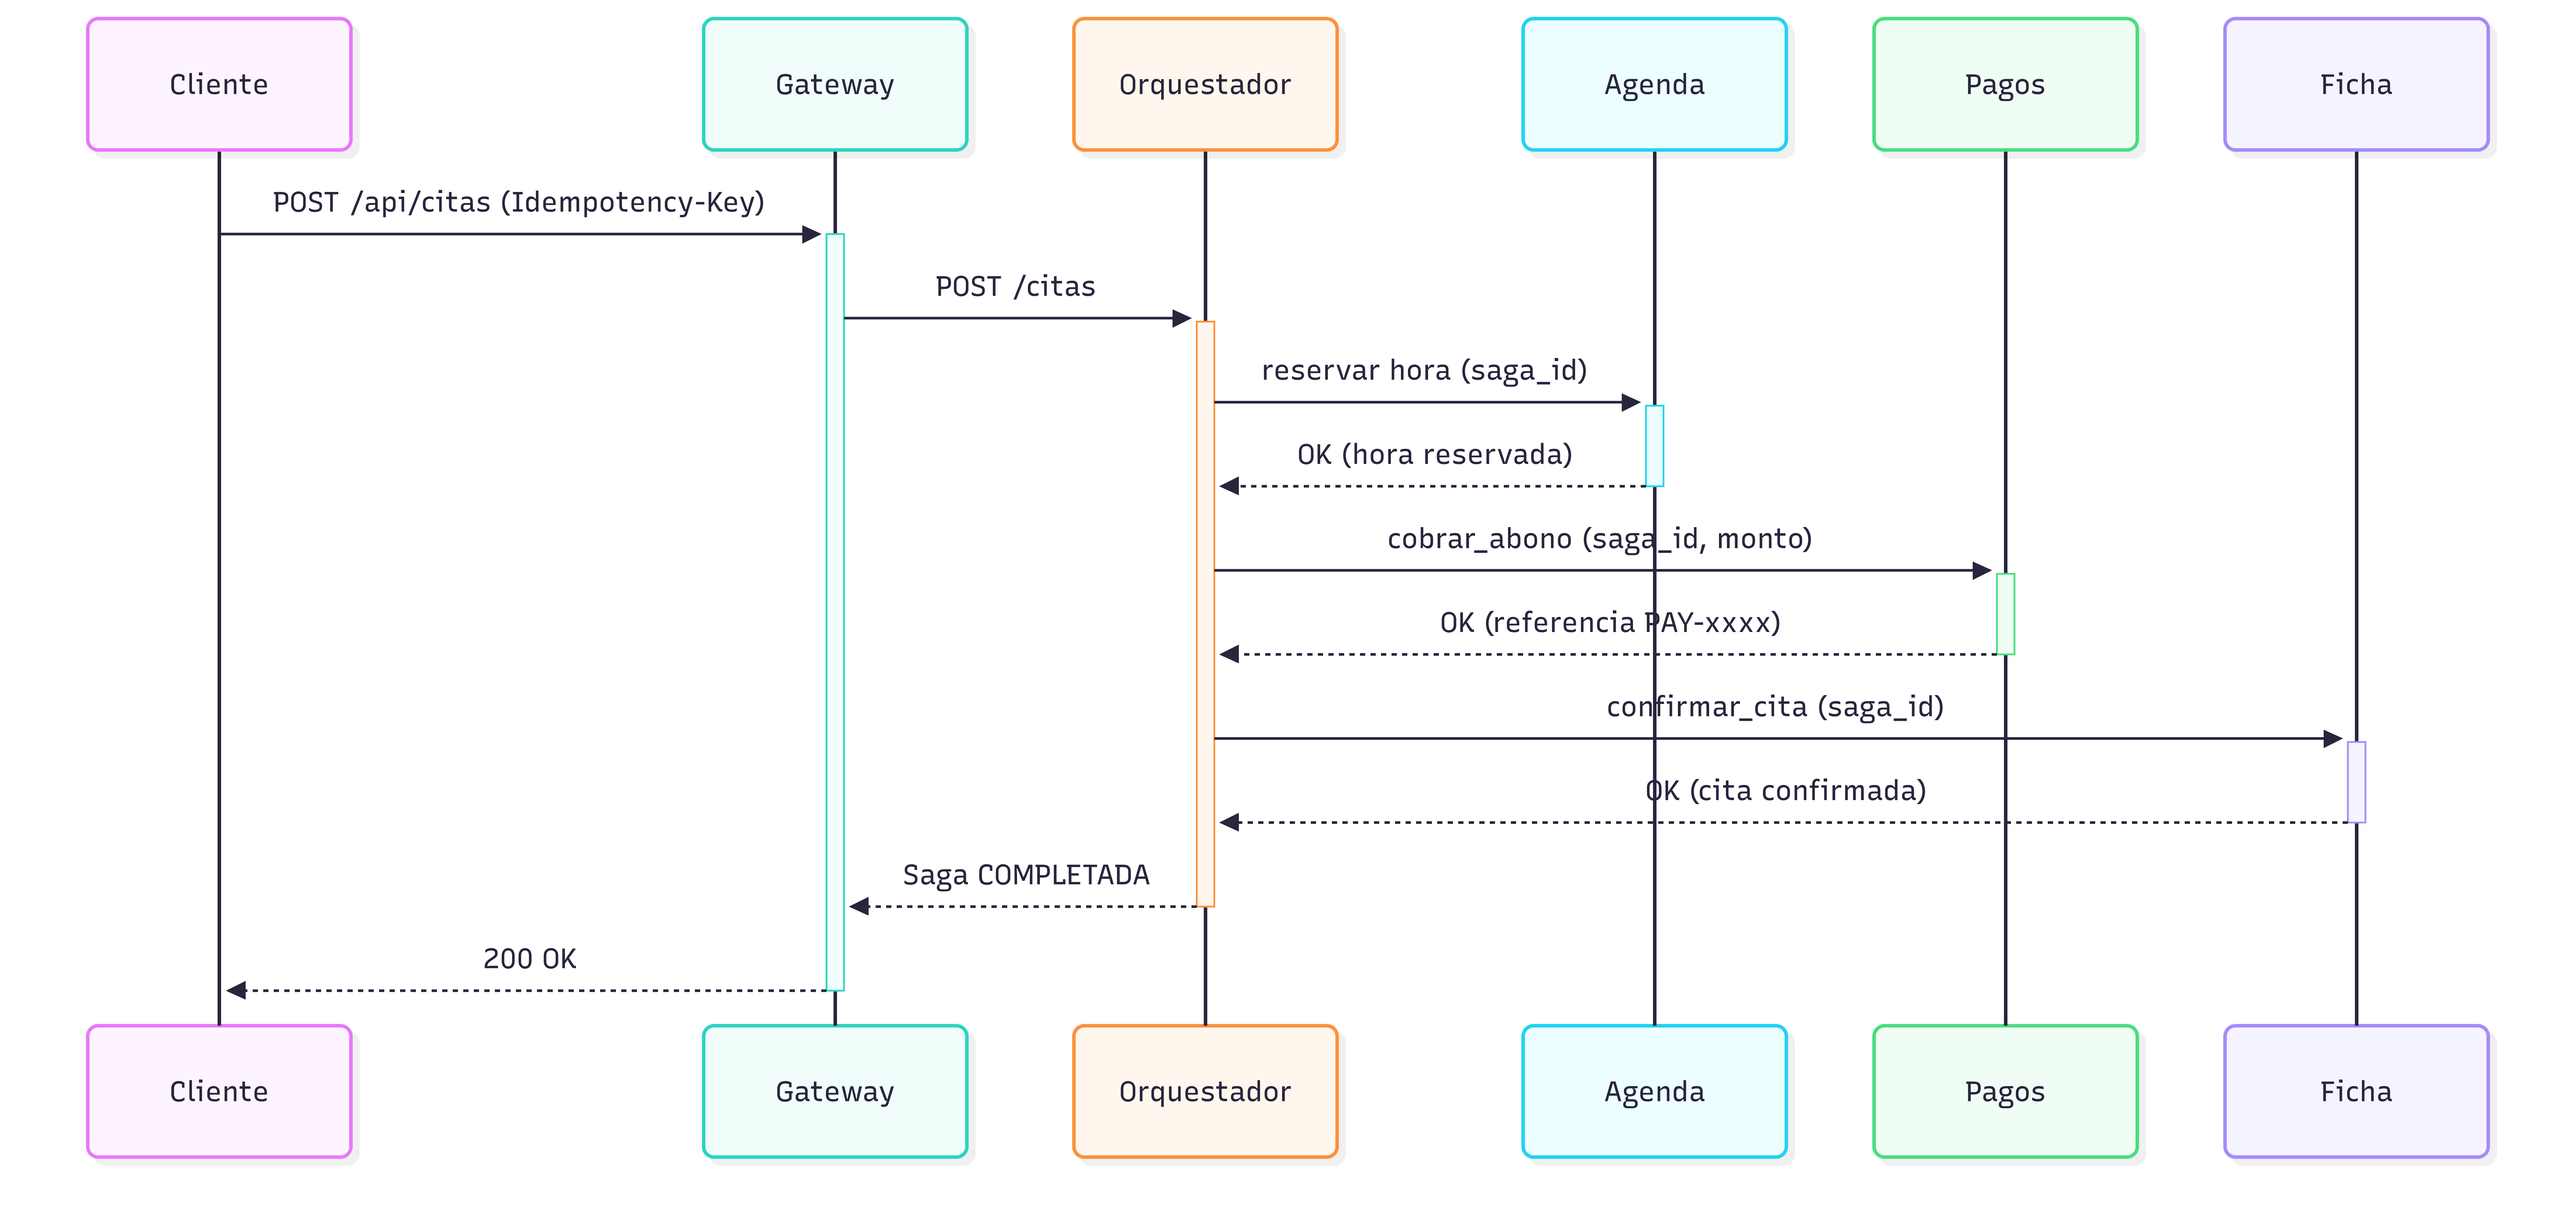 Cliente
Gateway
Orquestador
Agenda
Pagos
Ficha
POST /api/citas (Idempotency-Key)
POST /citas
reservar hora (saga_id)
OK (hora reservada)
cobrar_abono (saga_id, monto)
OK (referencia PAY-xxxx)
confirmar_cita (saga_id)
OK (cita confirmada)
Saga COMPLETADA
200 OK
Cliente
Gateway
Orquestador
Agenda
Pagos
Ficha